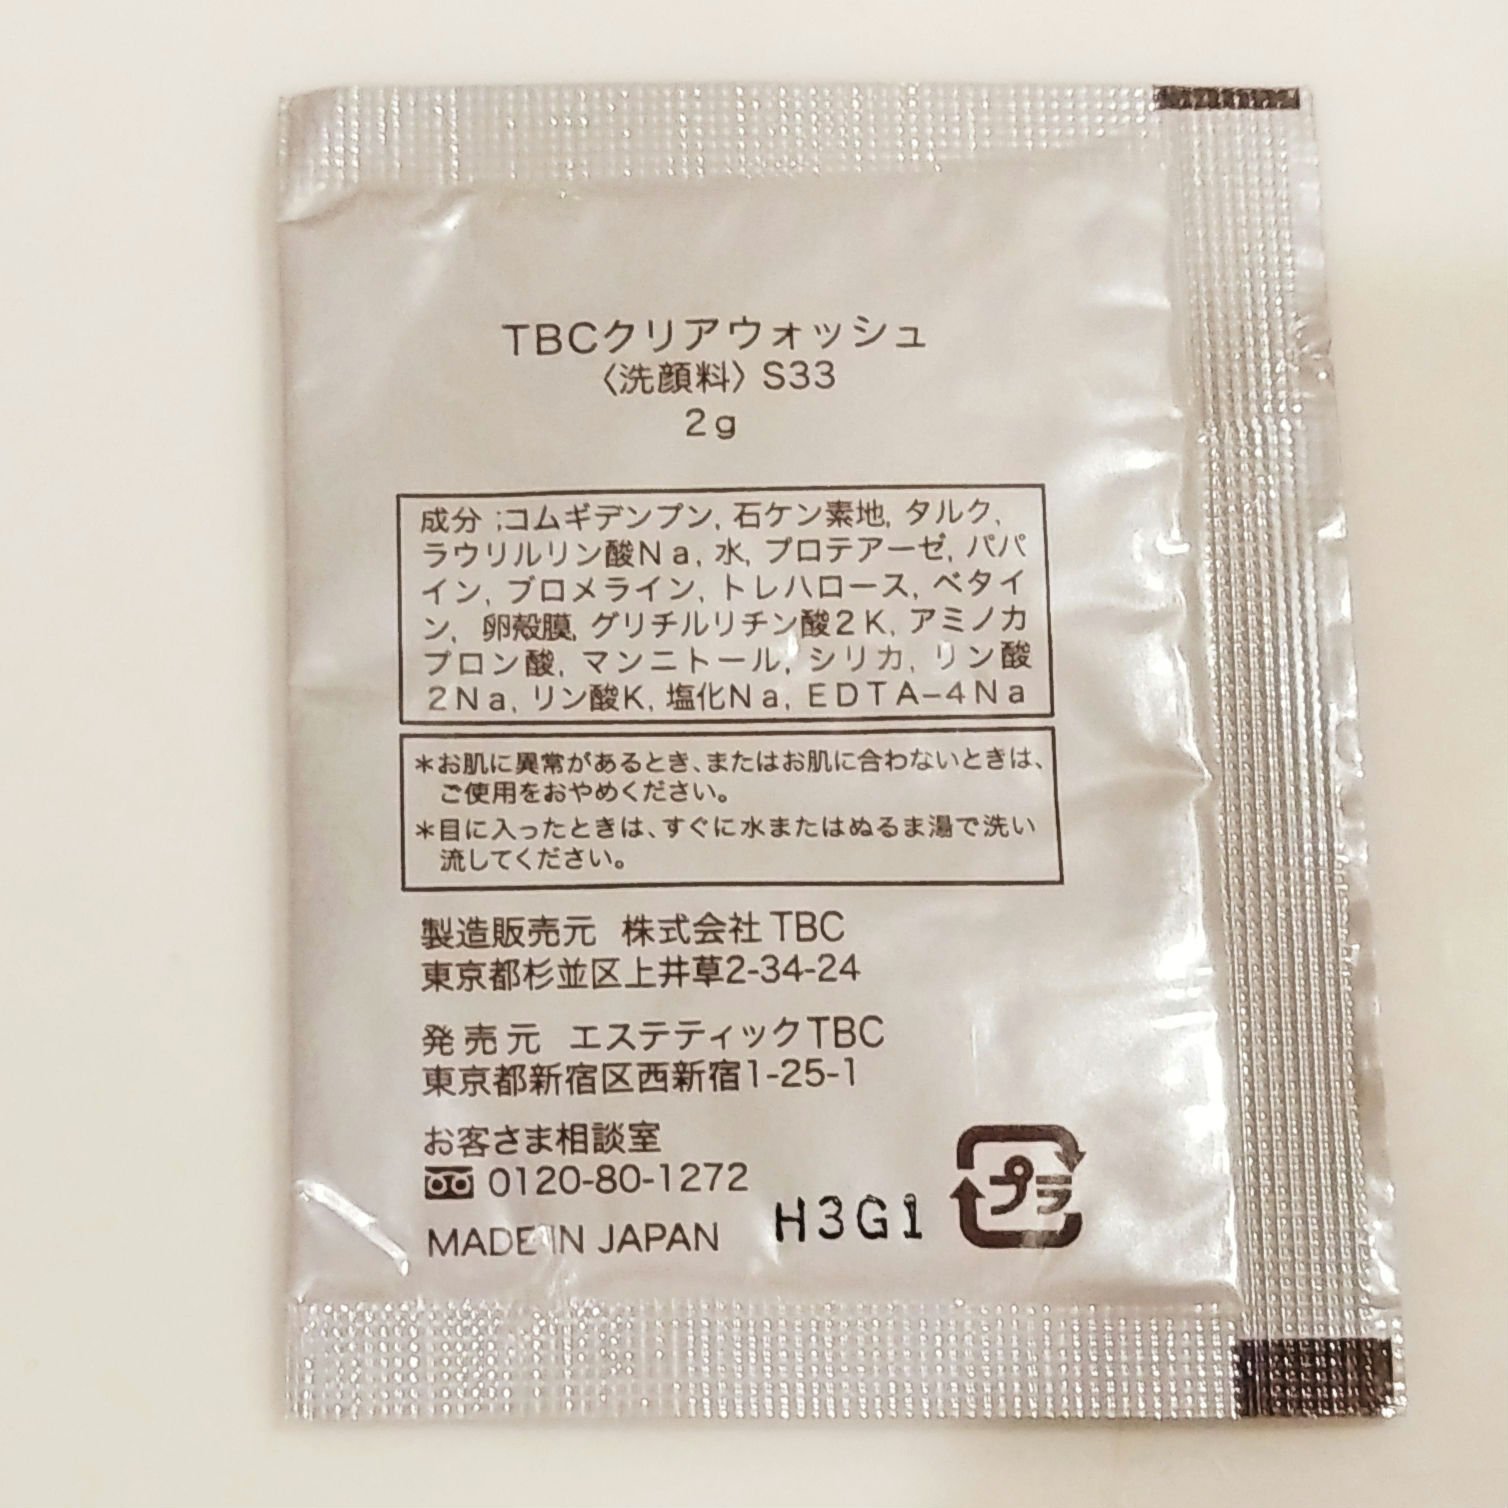 TBCクリアウォッシュ
〈洗顔料〉S33
2g
成分;コムギデンプン, 石ケン素地, タルク,
ラウリルリン酸Na, 水, プロテアーゼ, パパ
イン, ブロメライン, トレハロース, ベタイ
ン, 卵殻膜, グリチルリチン酸2K, アミノカ
プロン酸, マンニトール, シリカ, リン酸
2Na, リン酸K, 塩化Na, EDTA−4Na
*お肌に異常があるとき、またはお肌に合わないときは、
ご使用をおやめください。
*目に入ったときは、すぐに水またはぬるま湯で洗い
流してください。
製造販売元 株式会社TBC
東京都杉並区上井草2-34-24
発売元 エステティックTBC
東京都新宿区西新宿1-25-1
お客さま相談室
0120-80-1272
MADE IN JAPAN
H3G1
プラ